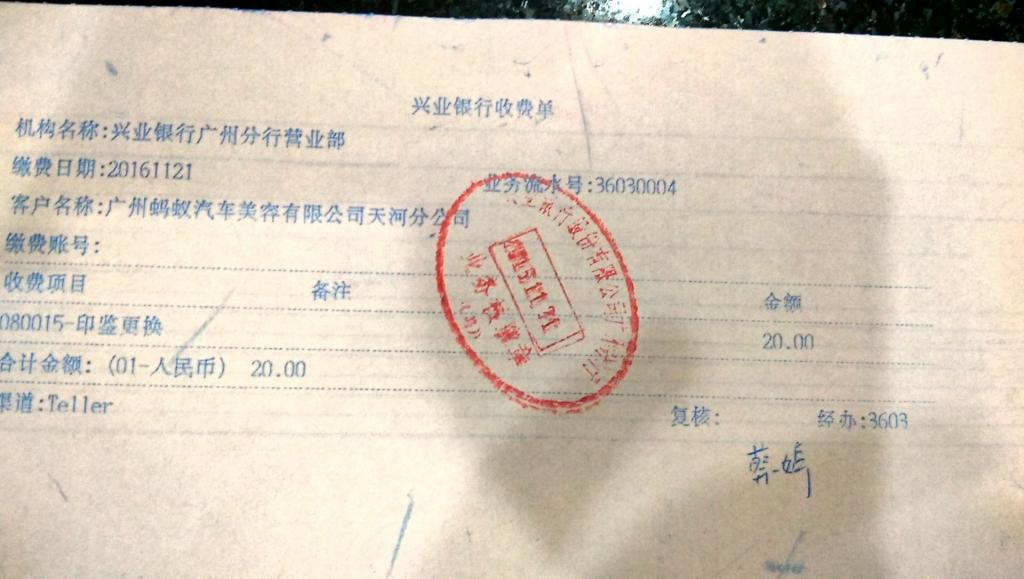 兴业银行收费单
机构名称:兴业银行广州分行营业部
缴费日期:20161121 业务流水号:36030004
客户名称:广州蚂蚁汽车美容有限公司天河分公司
缴费账号:
收费项目 备注 金额
080015-印鉴更换 20.00
合计金额: (01-人民币) 20.00
渠道:Teller 复核: 经办:3603